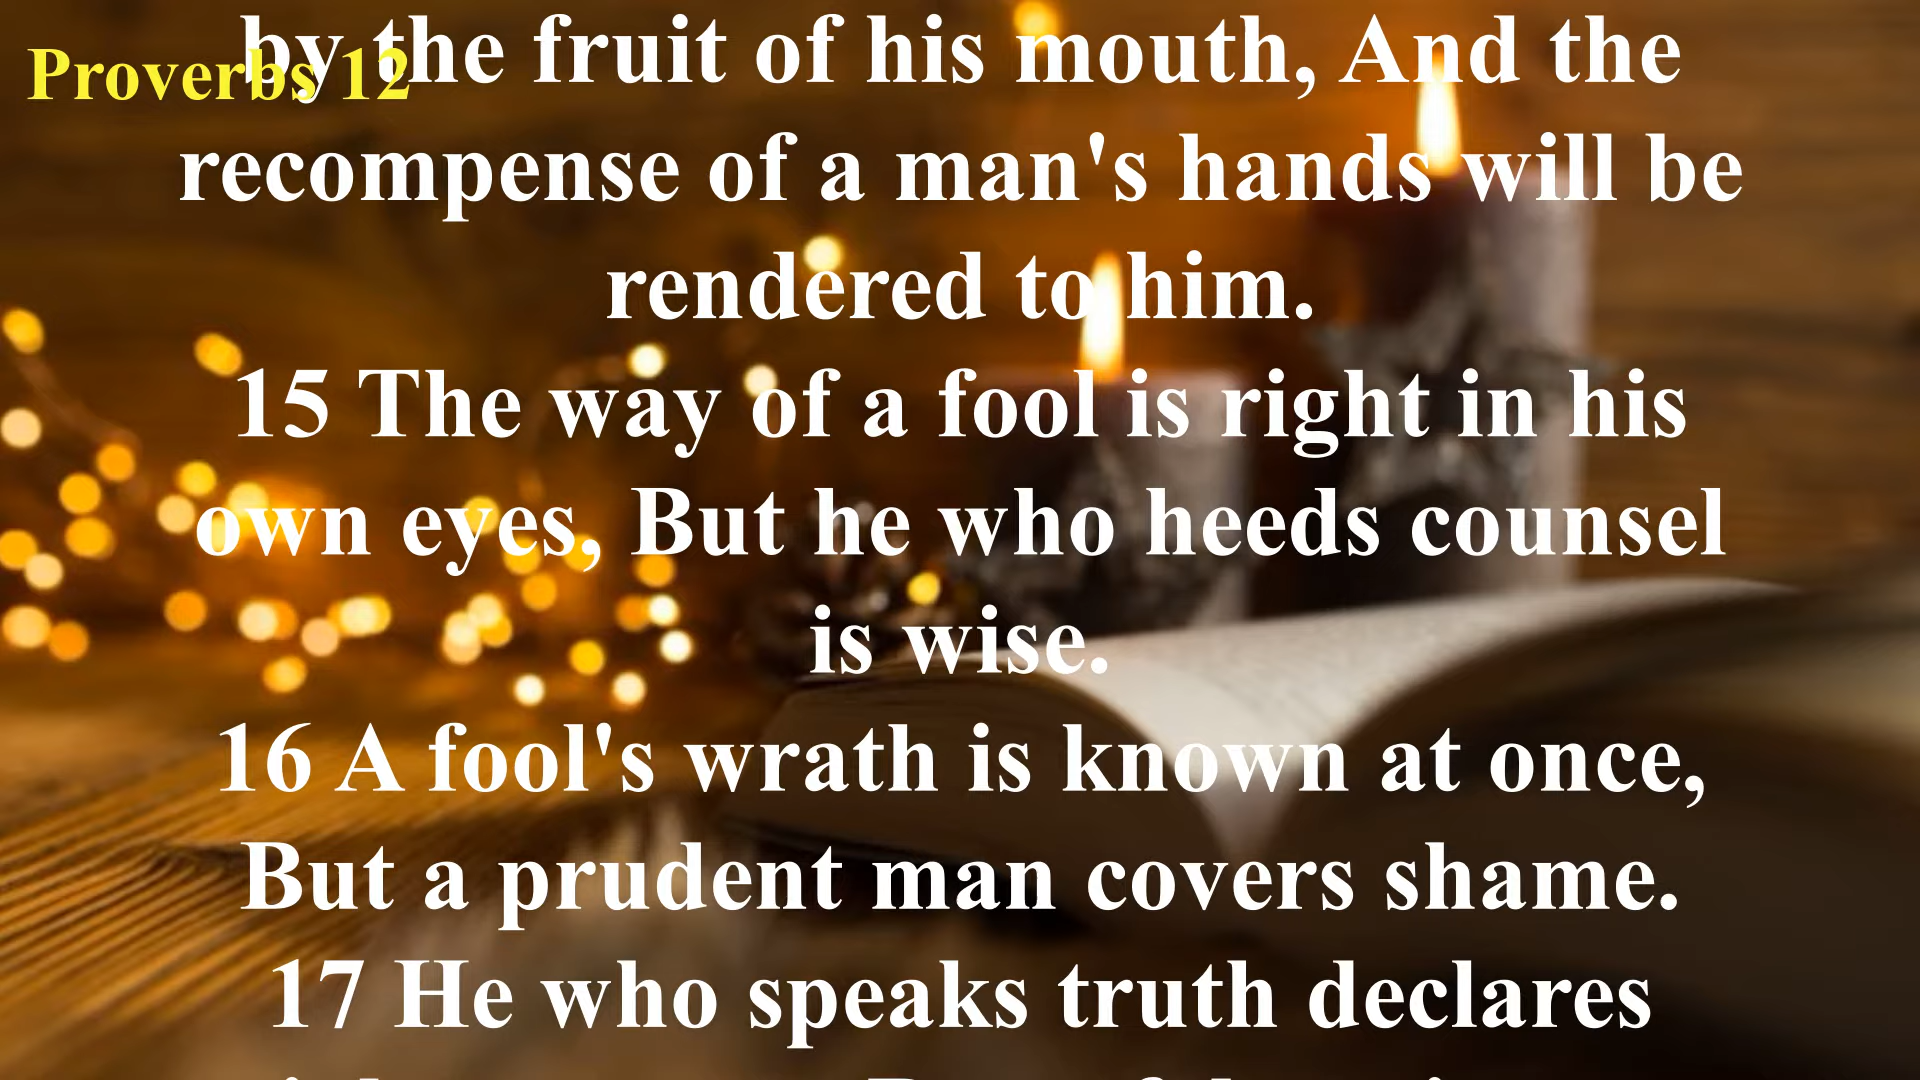 Proverbs 12
by the fruit of his mouth, And the
recompense of a man's hands will be
rendered to him.
15 The way of a fool is right in his
own eyes, But he who heeds counsel
is wise.
16 A fool's wrath is known at once,
But a prudent man covers shame.
17 He who speaks truth declares